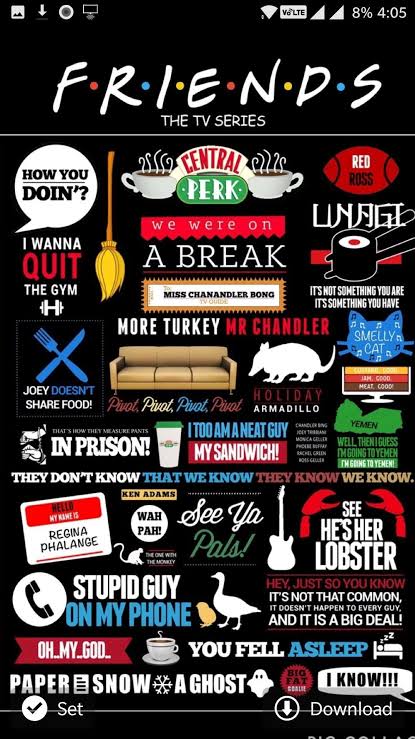 VoLTE 8% 4:05
F.R.I.E.N.D.S
THE TV SERIES
HOW YOU
DOIN'?
CENTRAL
PERK
RED
ROSS
we were on
A BREAK
UNAGI
I WANNA
QUIT
THE GYM
MISS CHANANDLER BONG
TV GUIDE
IT'S NOT SOMETHING YOU ARE
IT'S SOMETHING YOU HAVE
MORE TURKEY MR CHANDLER
SMELLY
CAT
JOEY DOESN'T
SHARE FOOD!
Pivot, Pivot, Pivot, Pivot
HOLIDAY
ARMADILLO
CUSTARD. GOOD.
JAM. GOOD.
MEAT. GOOD!
THAT'S HOW THEY MEASURE PANTS
IN PRISON!
I TOO AM A NEAT GUY
MY SANDWICH!
CHANDLER BING
JOEY TRIBBIANI
MONICA GELLER
PHOEBE BUFFAY
RACHEL GREEN
ROSS GELLER
YEMEN
WELL, THEN I GUESS
I'M GOING TO YEMEN!
I'M GOING TO YEMEN!
THEY DON'T KNOW THAT WE KNOW THEY KNOW WE KNOW.
HELLO
MY NAME IS
REGINA
PHALANGE
KEN ADAMS
WAH
PAH!
THE ONE WITH
THE MONKEY
See Ya
Pals!
SEE
HE'S HER
LOBSTER
STUPID GUY
ON MY PHONE
HEY, JUST SO YOU KNOW
IT'S NOT THAT COMMON,
IT DOESN'T HAPPEN TO EVERY GUY,
AND IT IS A BIG DEAL!
OH..MY..GOD..
YOU FELL ASLEEP
zzz
PAPER SNOW A GHOST
BIG
FAT
GOALIE
I KNOW!!!
Set
Download